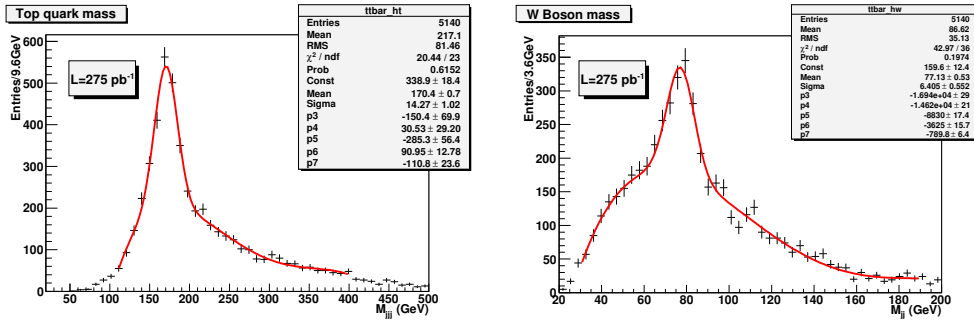 Top quark mass
ttbar_ht
Entries 5140
Mean 217.1
RMS 81.46
χ² / ndf 20.44 / 23
Prob 0.6152
Const 338.9 ± 18.4
Mean 170.4 ± 0.7
Sigma 14.27 ± 1.02
p3 -150.4 ± 69.9
p4 30.53 ± 29.20
p5 -285.3 ± 56.4
p6 90.95 ± 12.78
p7 -110.8 ± 23.6
Entries/9.6GeV
L=275 pb⁻¹
600
500
400
300
200
100
0
50 100 150 200 250 300 350 400 450 500
M_jjj (GeV)
W Boson mass
ttbar_hw
Entries 5140
Mean 86.62
RMS 35.13
χ² / ndf 42.97 / 36
Prob 0.1974
Const 159.6 ± 12.4
Mean 77.13 ± 0.53
Sigma 6.405 ± 0.552
p3 -1.694e+04 ± 29
p4 -1.462e+04 ± 21
p5 -8830 ± 17.4
p6 -3625 ± 15.7
p7 -789.8 ± 6.4
Entries/3.6GeV
L=275 pb⁻¹
350
300
250
200
150
100
50
0
20 40 60 80 100 120 140 160 180 200
M_jj (GeV)